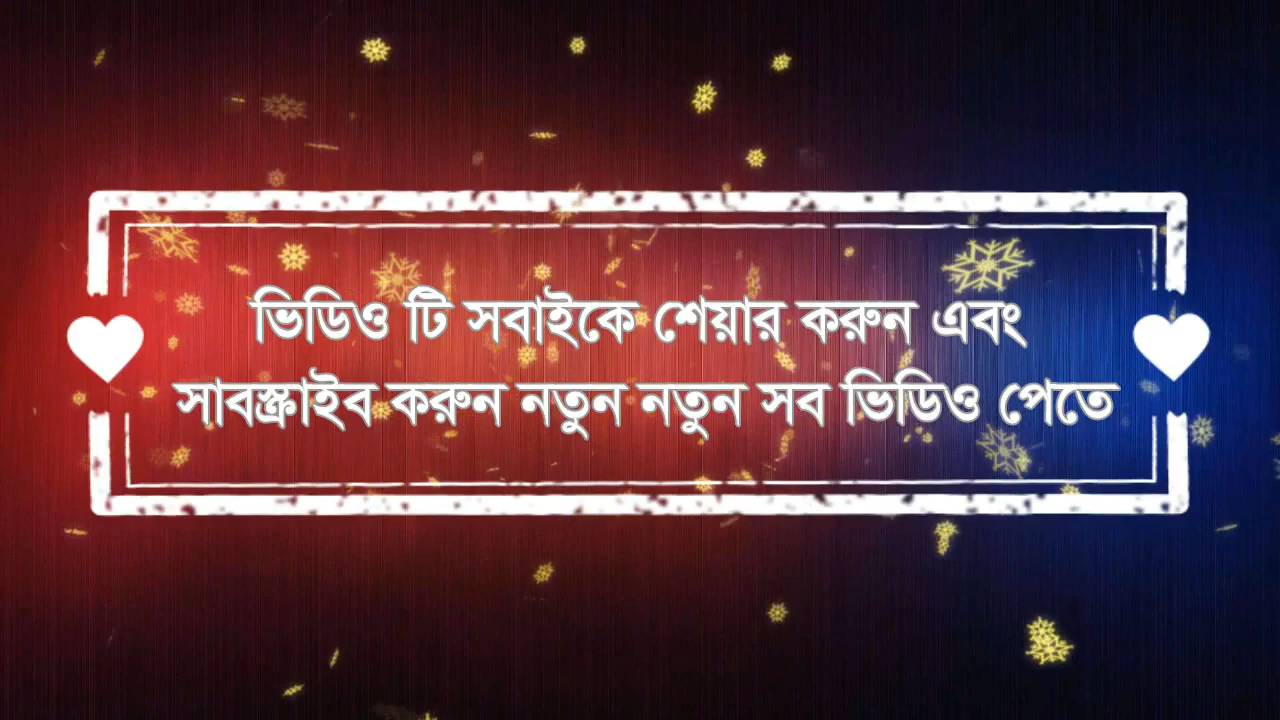 ভিডিও টি সবাইকে শেয়ার করুন এবং
সাবস্ক্রাইব করুন নতুন নতুন সব ভিডিও পেতে